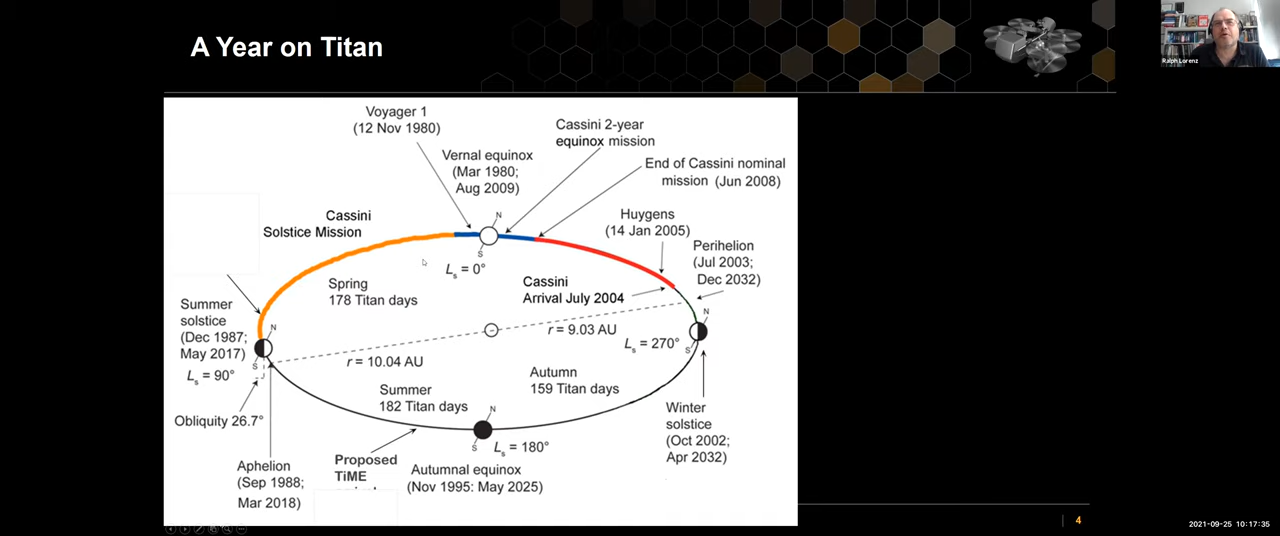 A Year on Titan
Ralph Lorenz
Voyager 1
(12 Nov 1980)
Cassini 2-year
equinox mission
Vernal equinox
(Mar 1980;
Aug 2009)
End of Cassini nominal
mission (Jun 2008)
N
Cassini
Solstice Mission
Huygens
(14 Jan 2005)
S
Perihelion
(Jul 2003;
Dec 2032)
Ls = 0°
Spring
178 Titan days
Cassini
Arrival July 2004
Summer
solstice
(Dec 1987;
May 2017)
N
S
Ls = 90°
r = 9.03 AU
N
S
Ls = 270°
r = 10.04 AU
Autumn
159 Titan days
Summer
182 Titan days
Obliquity 26.7°
N
S
Ls = 180°
Winter
solstice
(Oct 2002;
Apr 2032)
Proposed
TiME
Autumnal equinox
(Nov 1995: May 2025)
Aphelion
(Sep 1988;
Mar 2018)
4
2021-09-25 10:17:35